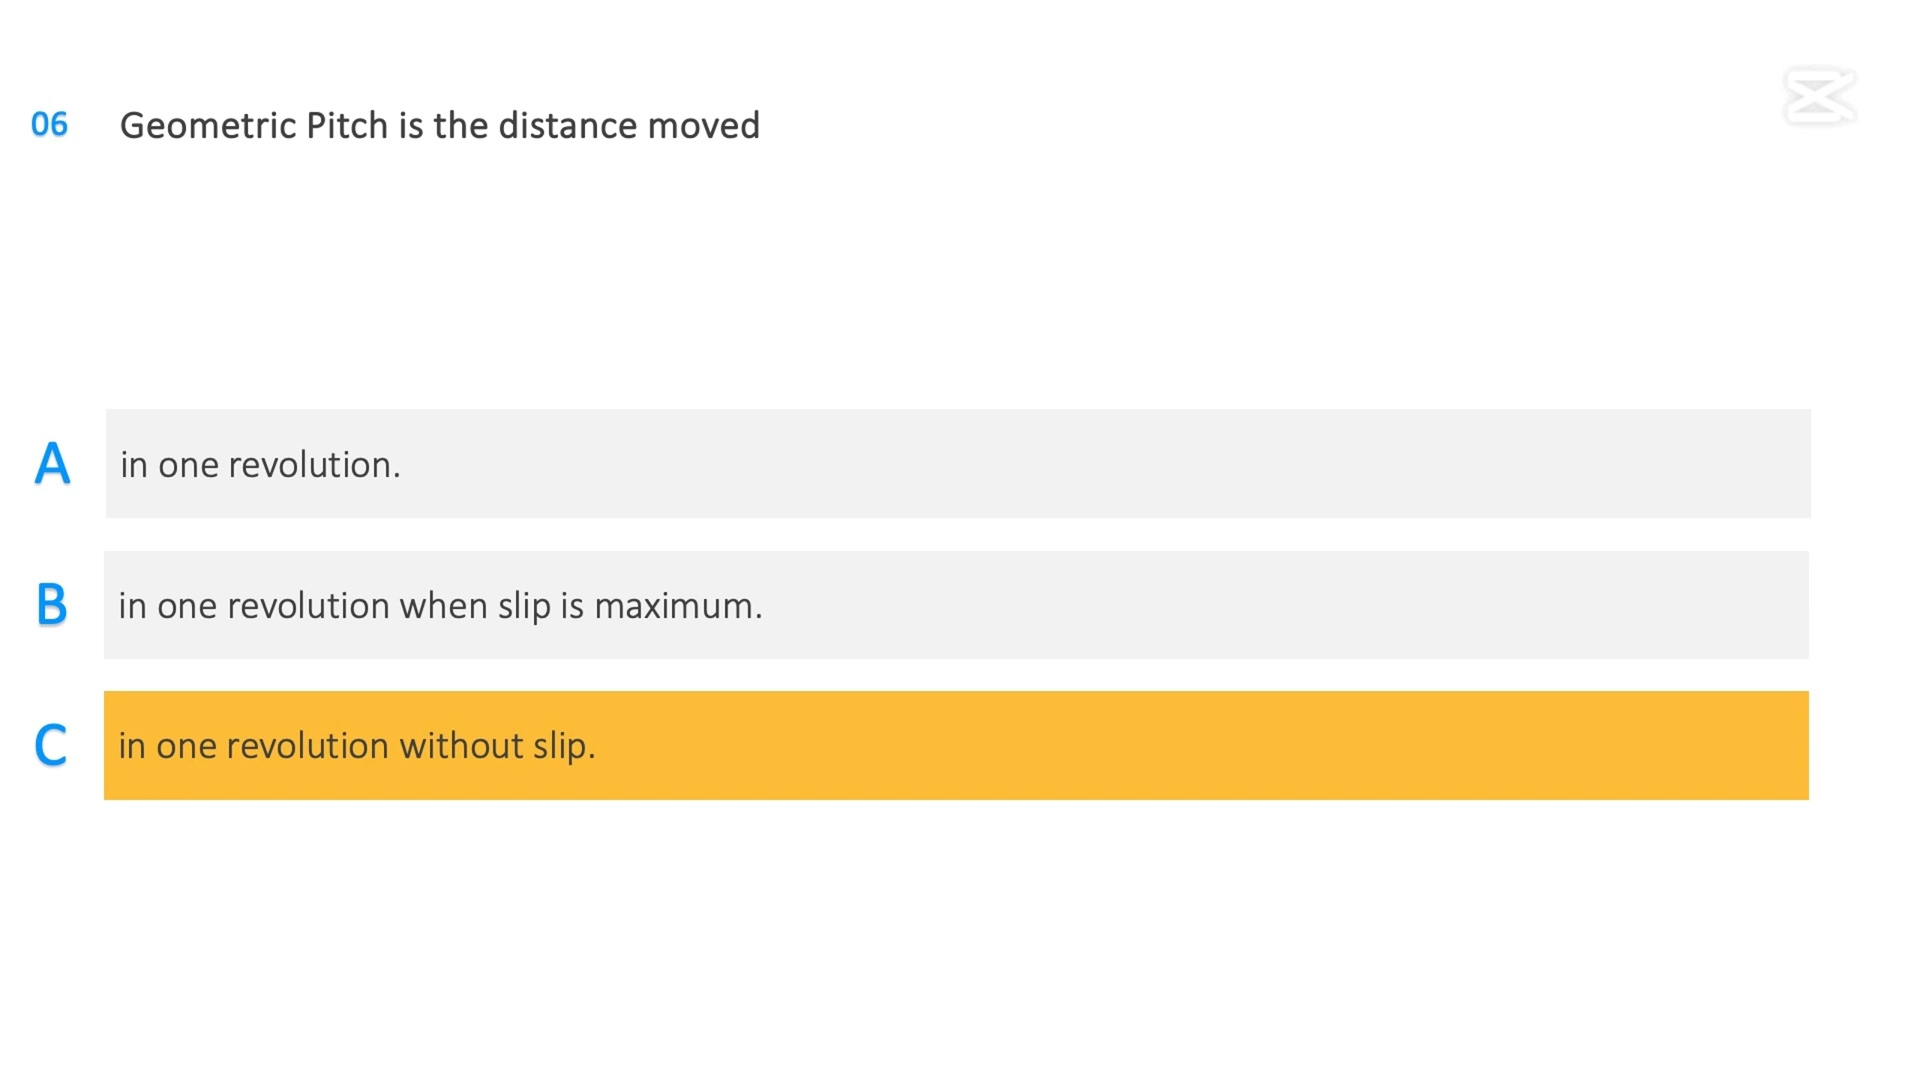 06 Geometric Pitch is the distance moved
A in one revolution.
B in one revolution when slip is maximum.
C in one revolution without slip.